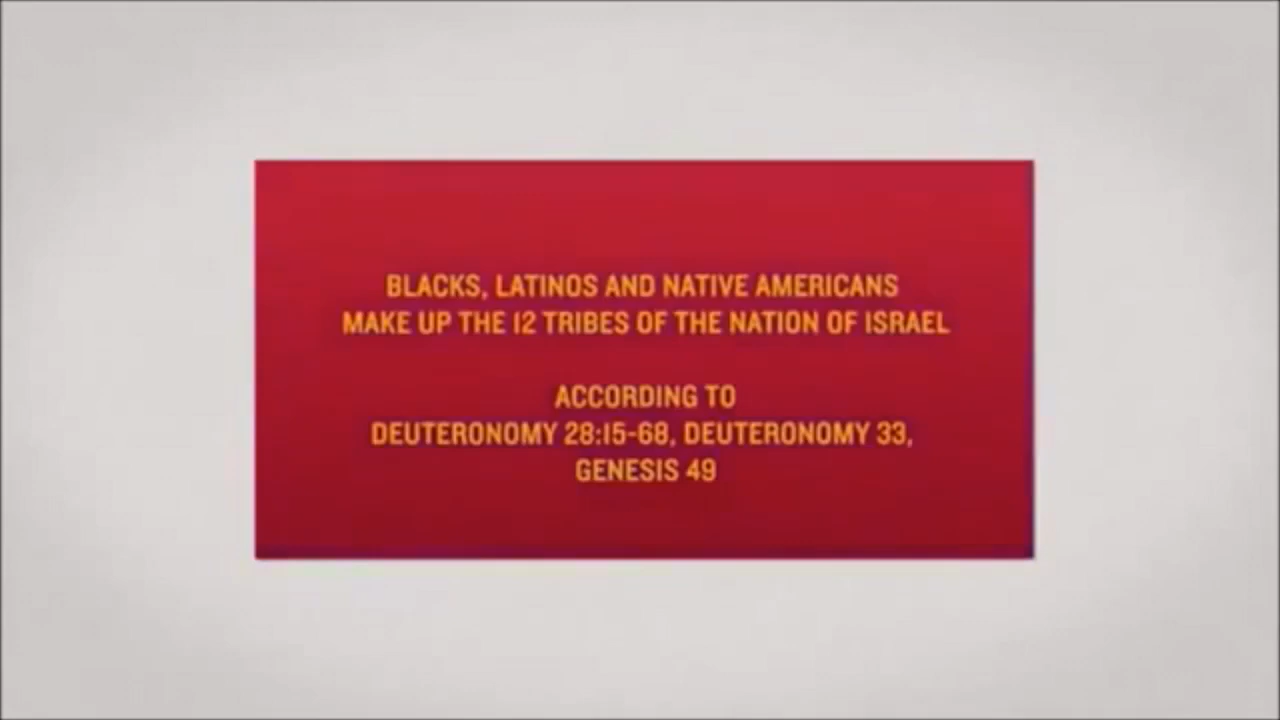 BLACKS, LATINOS AND NATIVE AMERICANS
MAKE UP THE 12 TRIBES OF THE NATION OF ISRAEL
ACCORDING TO
DEUTERONOMY 28:15-68, DEUTERONOMY 33,
GENESIS 49